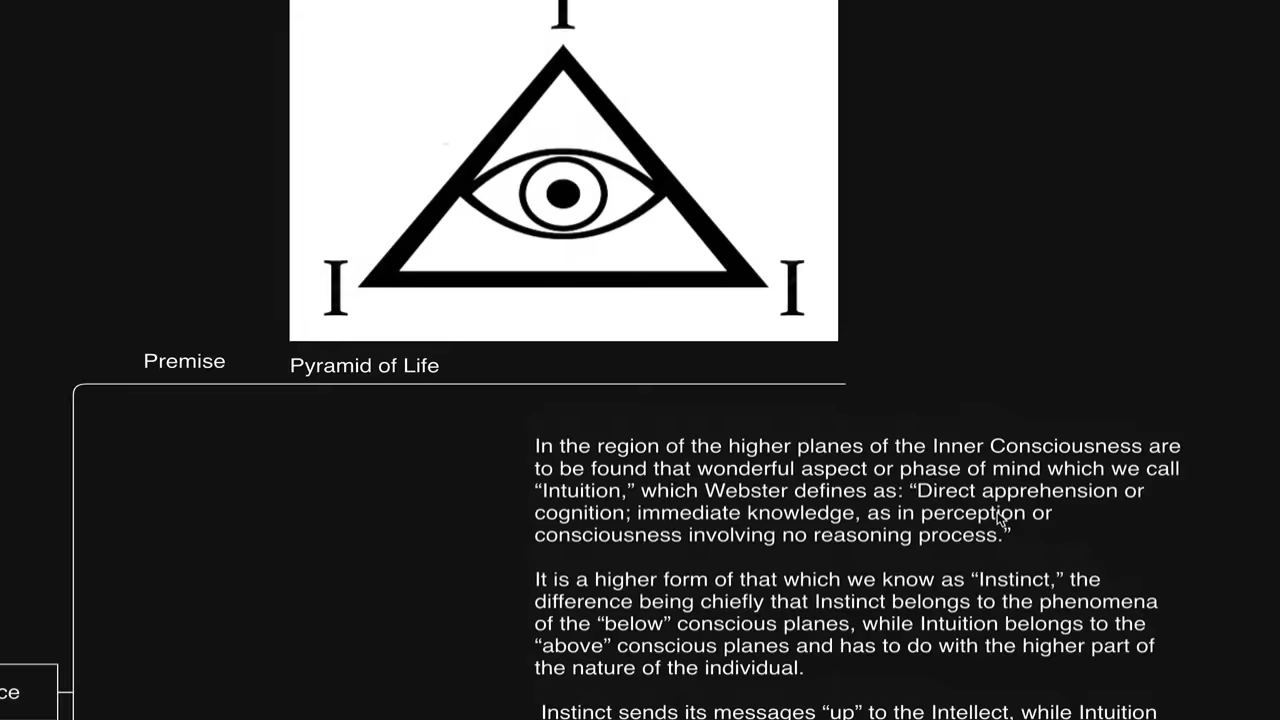 I
I
I
Premise
Pyramid of Life
In the region of the higher planes of the Inner Consciousness are
to be found that wonderful aspect or phase of mind which we call
“Intuition,” which Webster defines as: “Direct apprehension or
cognition; immediate knowledge, as in perception or
consciousness involving no reasoning process.”
It is a higher form of that which we know as “Instinct,” the
difference being chiefly that Instinct belongs to the phenomena
of the “below” conscious planes, while Intuition belongs to the
“above” conscious planes and has to do with the higher part of
the nature of the individual.
ce
Instinct sends its messages “up” to the Intellect, while Intuition